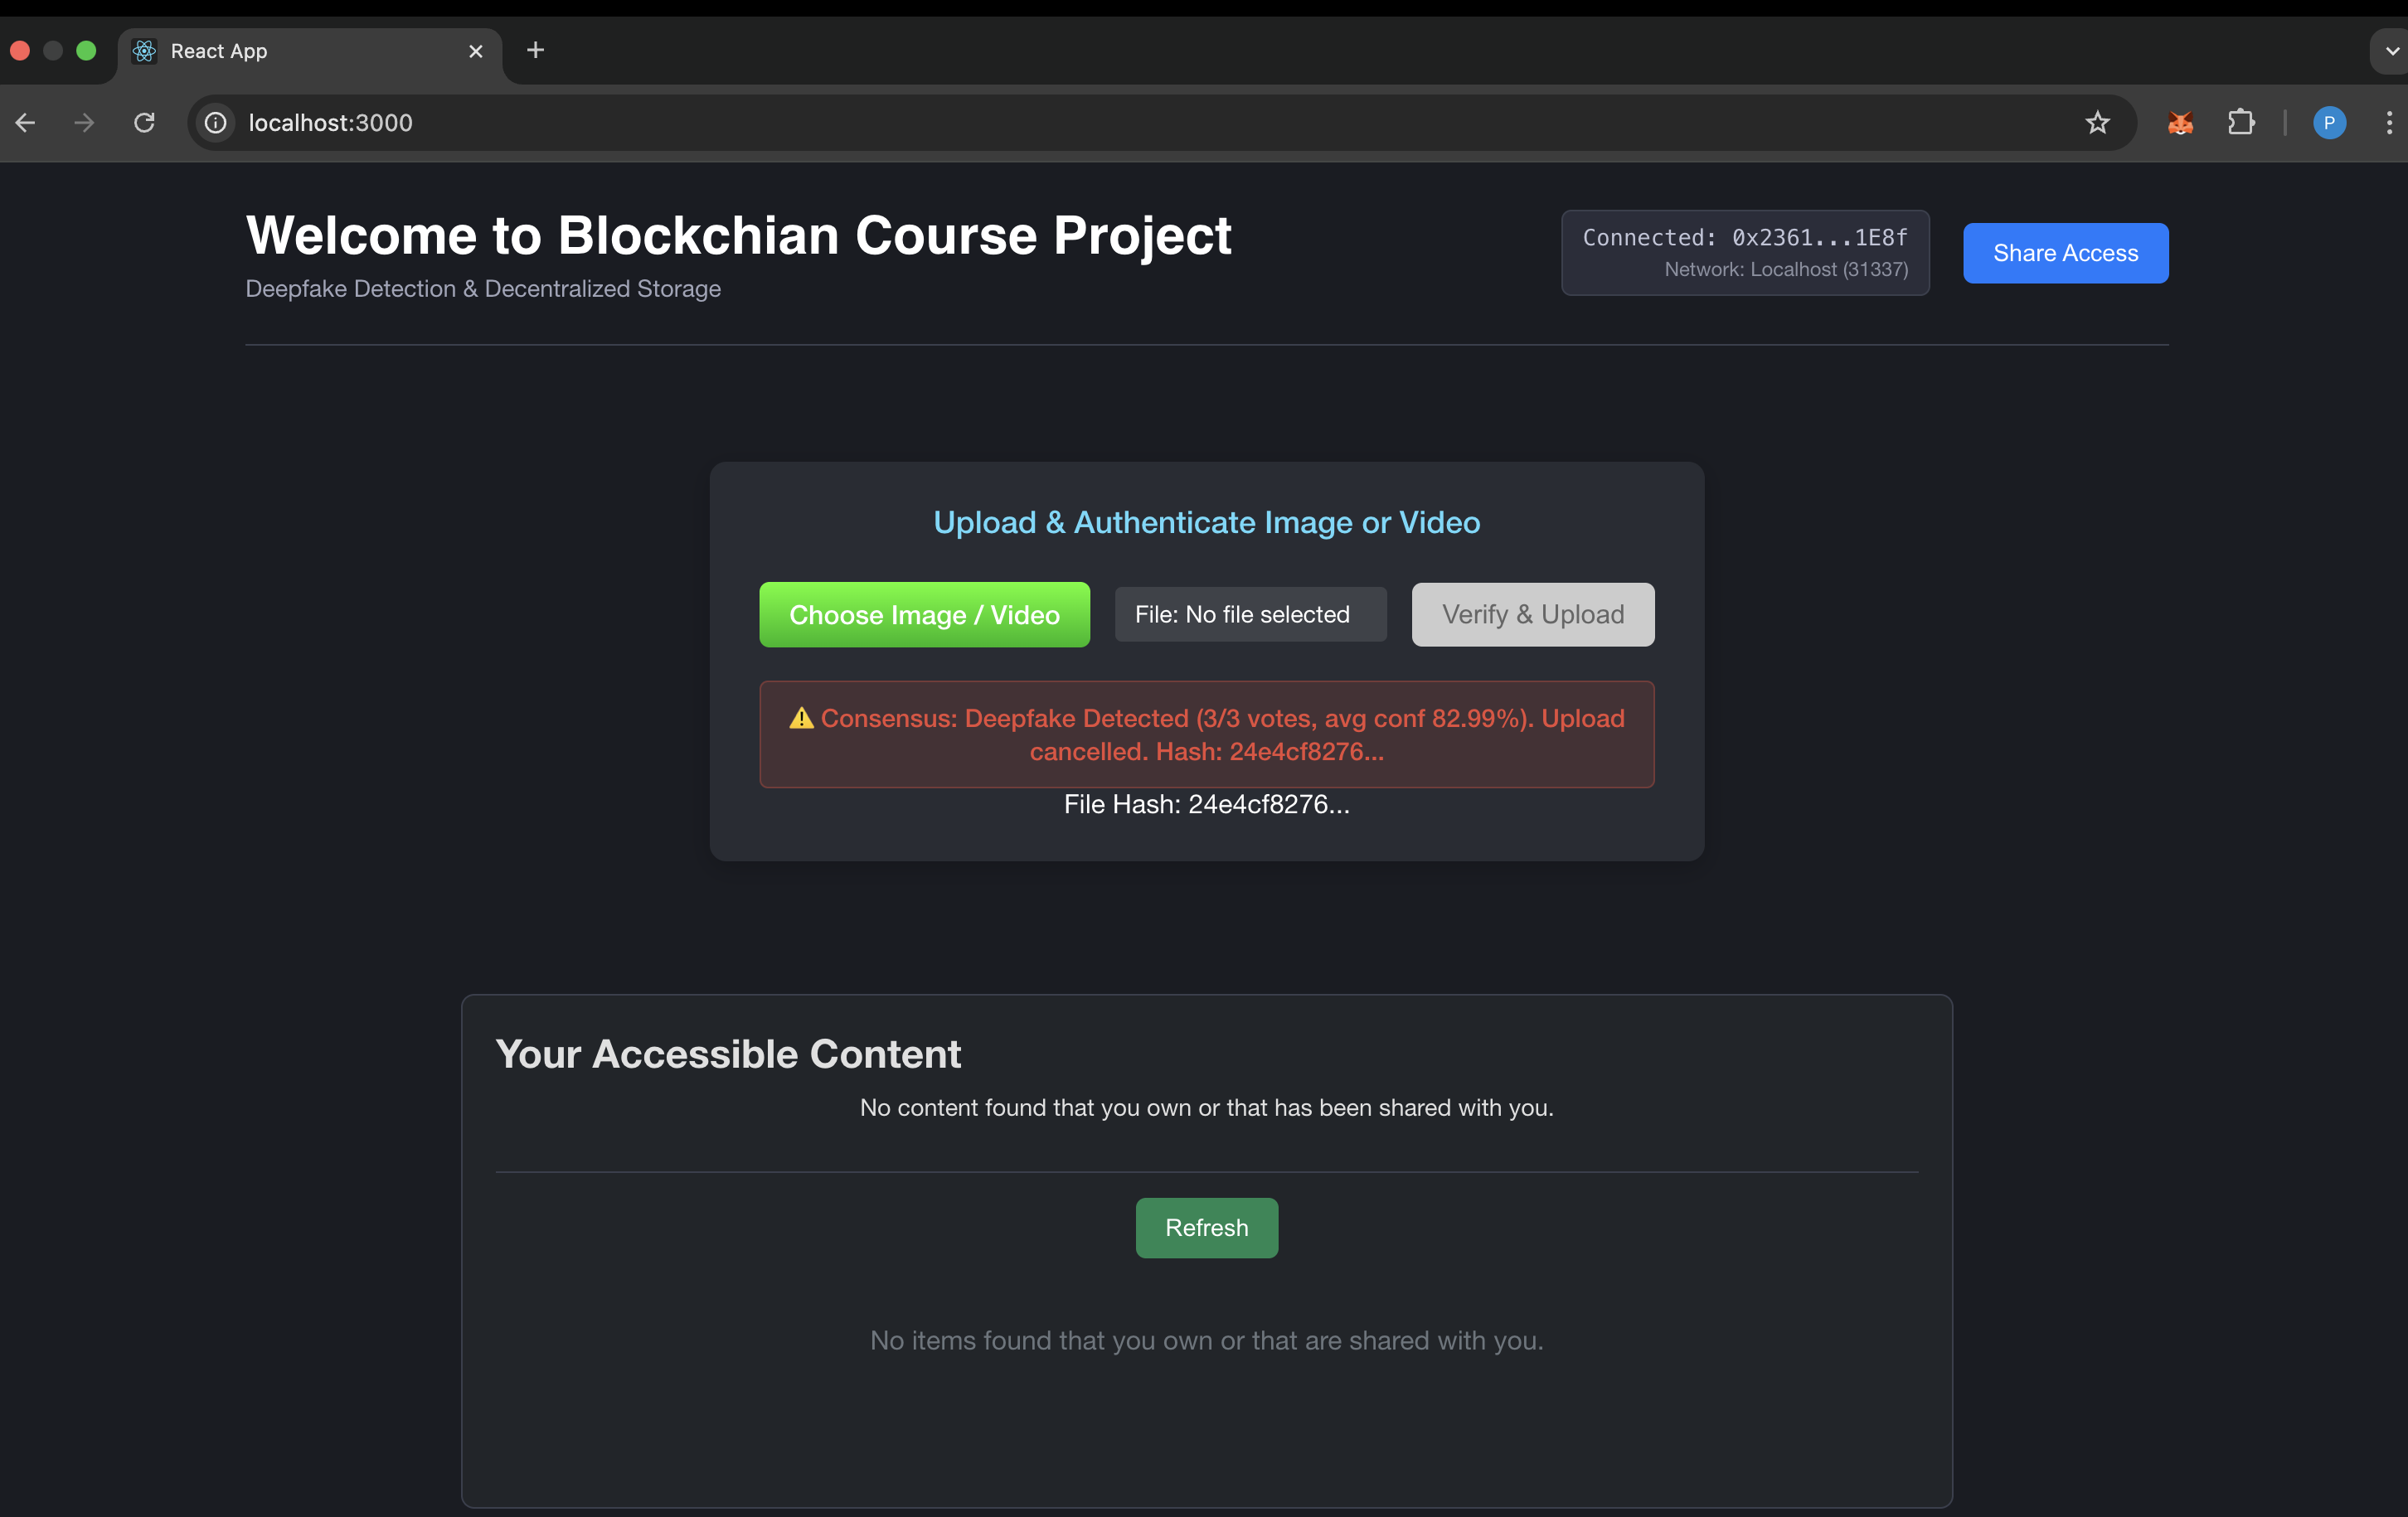 React App
localhost:3000
P
Welcome to Blockchian Course Project
Deepfake Detection & Decentralized Storage
Connected: 0x2361...1E8f
Network: Localhost (31337)
Share Access
Upload & Authenticate Image or Video
Choose Image / Video
File: No file selected
Verify & Upload
⚠️ Consensus: Deepfake Detected (3/3 votes, avg conf 82.99%). Upload
cancelled. Hash: 24e4cf8276...
File Hash: 24e4cf8276...
Your Accessible Content
No content found that you own or that has been shared with you.
Refresh
No items found that you own or that are shared with you.